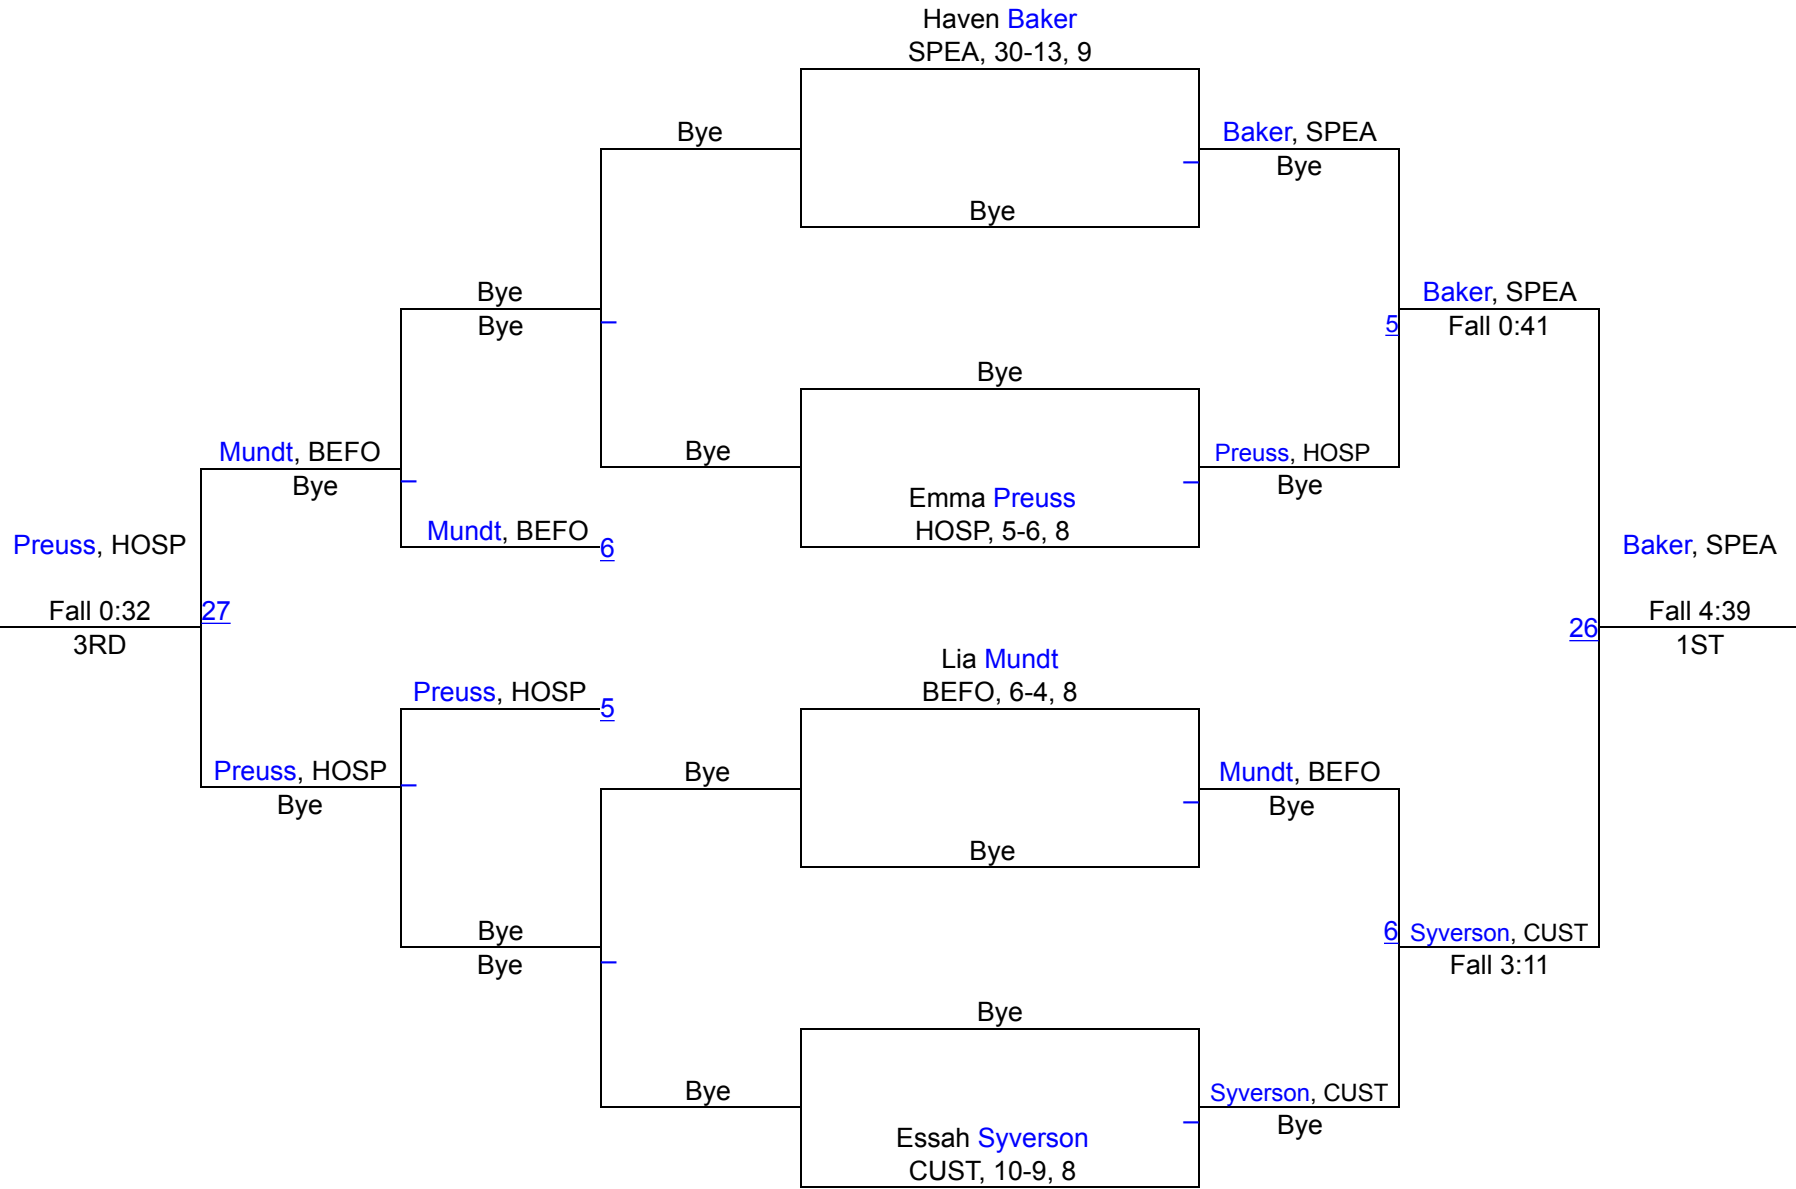 Haven Baker
SPEA, 30-13, 9
Bye
Baker, SPEA
Bye
Bye
Bye
Bye
Baker, SPEA
5
Fall 0:41
Bye
Mundt, BEFO
Bye
Bye
Preuss, HOSP
Bye
Emma Preuss
HOSP, 5-6, 8
Mundt, BEFO
6
Preuss, HOSP
Fall 0:32
27
3RD
Baker, SPEA
Fall 4:39
26
1ST
Lia Mundt
BEFO, 6-4, 8
Preuss, HOSP
5
Preuss, HOSP
Bye
Bye
Mundt, BEFO
Bye
Bye
Bye
Bye
6
Syverson, CUST
Fall 3:11
Bye
Bye
Syverson, CUST
Bye
Essah Syverson
CUST, 10-9, 8